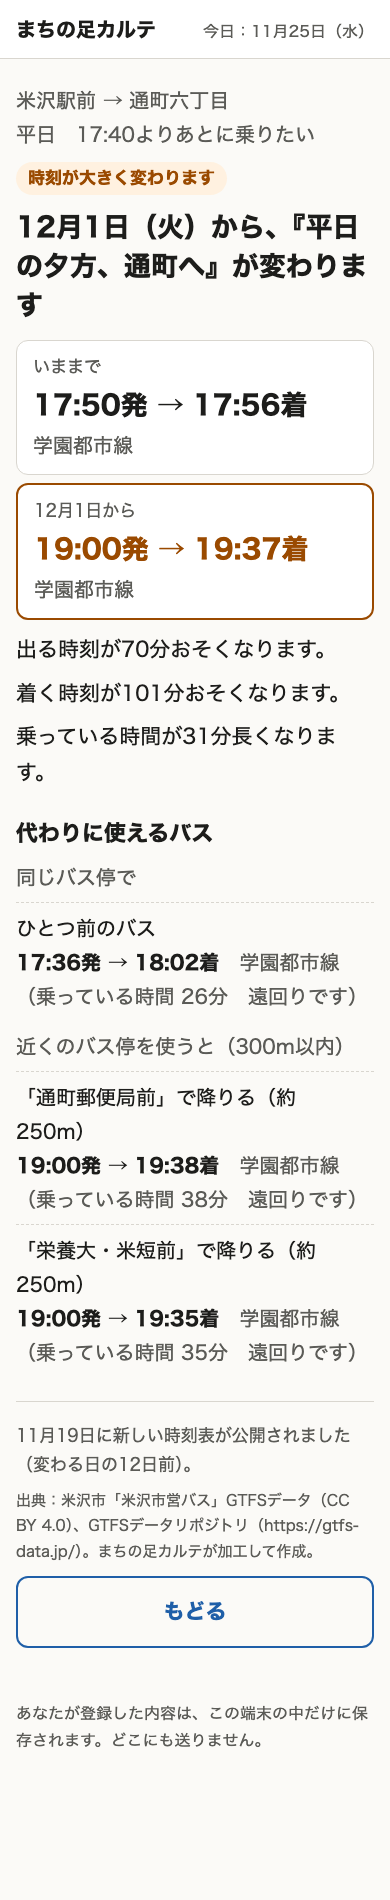 まちの足カルテ
今日：11月25日（水）
米沢駅前 → 通町六丁目
平日　17:40よりあとに乗りたい
時刻が大きく変わります
12月1日（火）から、『平日
の夕方、通町へ』が変わりま
す
いままで
17:50発 → 17:56着
学園都市線
12月1日から
19:00発 → 19:37着
学園都市線
出る時刻が70分おそくなります。
着く時刻が101分おそくなります。
乗っている時間が31分長くなりま
す。
代わりに使えるバス
同じバス停で
ひとつ前のバス
17:36発 → 18:02着　学園都市線
（乗っている時間 26分　遠回りです）
近くのバス停を使うと（300m以内）
「通町郵便局前」で降りる（約
250m）
19:00発 → 19:38着　学園都市線
（乗っている時間 38分　遠回りです）
「栄養大・米短前」で降りる（約
250m）
19:00発 → 19:35着　学園都市線
（乗っている時間 35分　遠回りです）
11月19日に新しい時刻表が公開されました
（変わる日の12日前）。
出典：米沢市「米沢市営バス」GTFSデータ（CC
BY 4.0）、GTFSデータリポジトリ（https://gtfs-
data.jp/）。まちの足カルテが加工して作成。
もどる
あなたが登録した内容は、この端末の中だけに保
存されます。どこにも送りません。